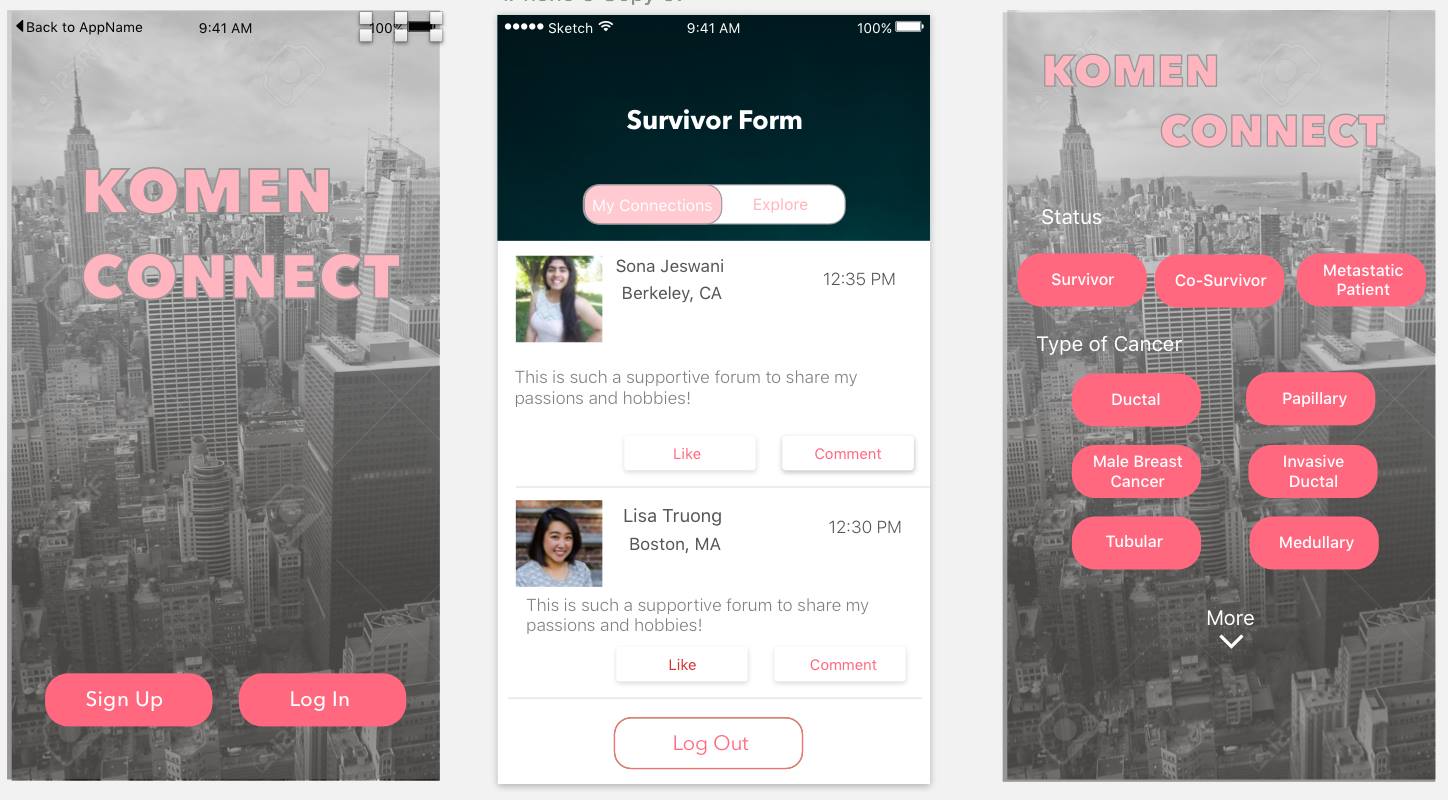 Back to AppName 9:41 AM 100%
KOMEN
CONNECT
Sign Up Log In
Sketch 9:41 AM 100%
Survivor Form
My Connections Explore
Sona Jeswani
Berkeley, CA
12:35 PM
This is such a supportive forum to share my
passions and hobbies!
Like Comment
Lisa Truong
Boston, MA
12:30 PM
This is such a supportive forum to share my
passions and hobbies!
Like Comment
Log Out
KOMEN
CONNECT
Status
Survivor Co-Survivor Metastatic
Patient
Type of Cancer
Ductal Papillary
Male Breast
Cancer
Invasive
Ductal
Tubular Medullary
More